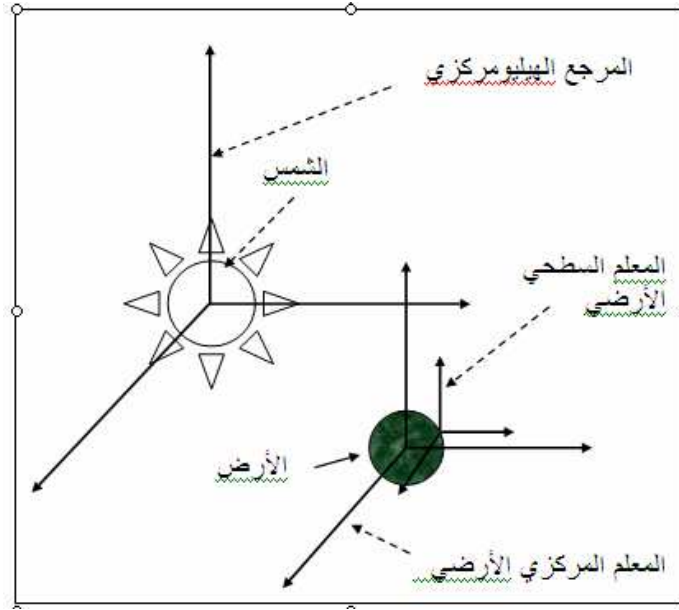 المرجع الهيليومركزي
الشمس
المعلم السطحي
الأرضي
الأرض
المعلم المركزي الأرضي